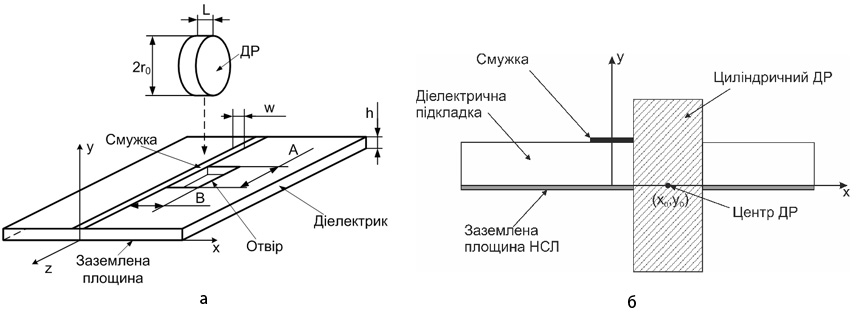 L
ДР
2r₀
w
h
Смужка
y
A
B
Діелектрик
x
Отвір
Заземлена
площина
z
а
y
Смужка
Циліндричний ДР
Діелектрична
підкладка
x
(x₀,y₀)
Центр ДР
Заземлена
площина НСЛ
б